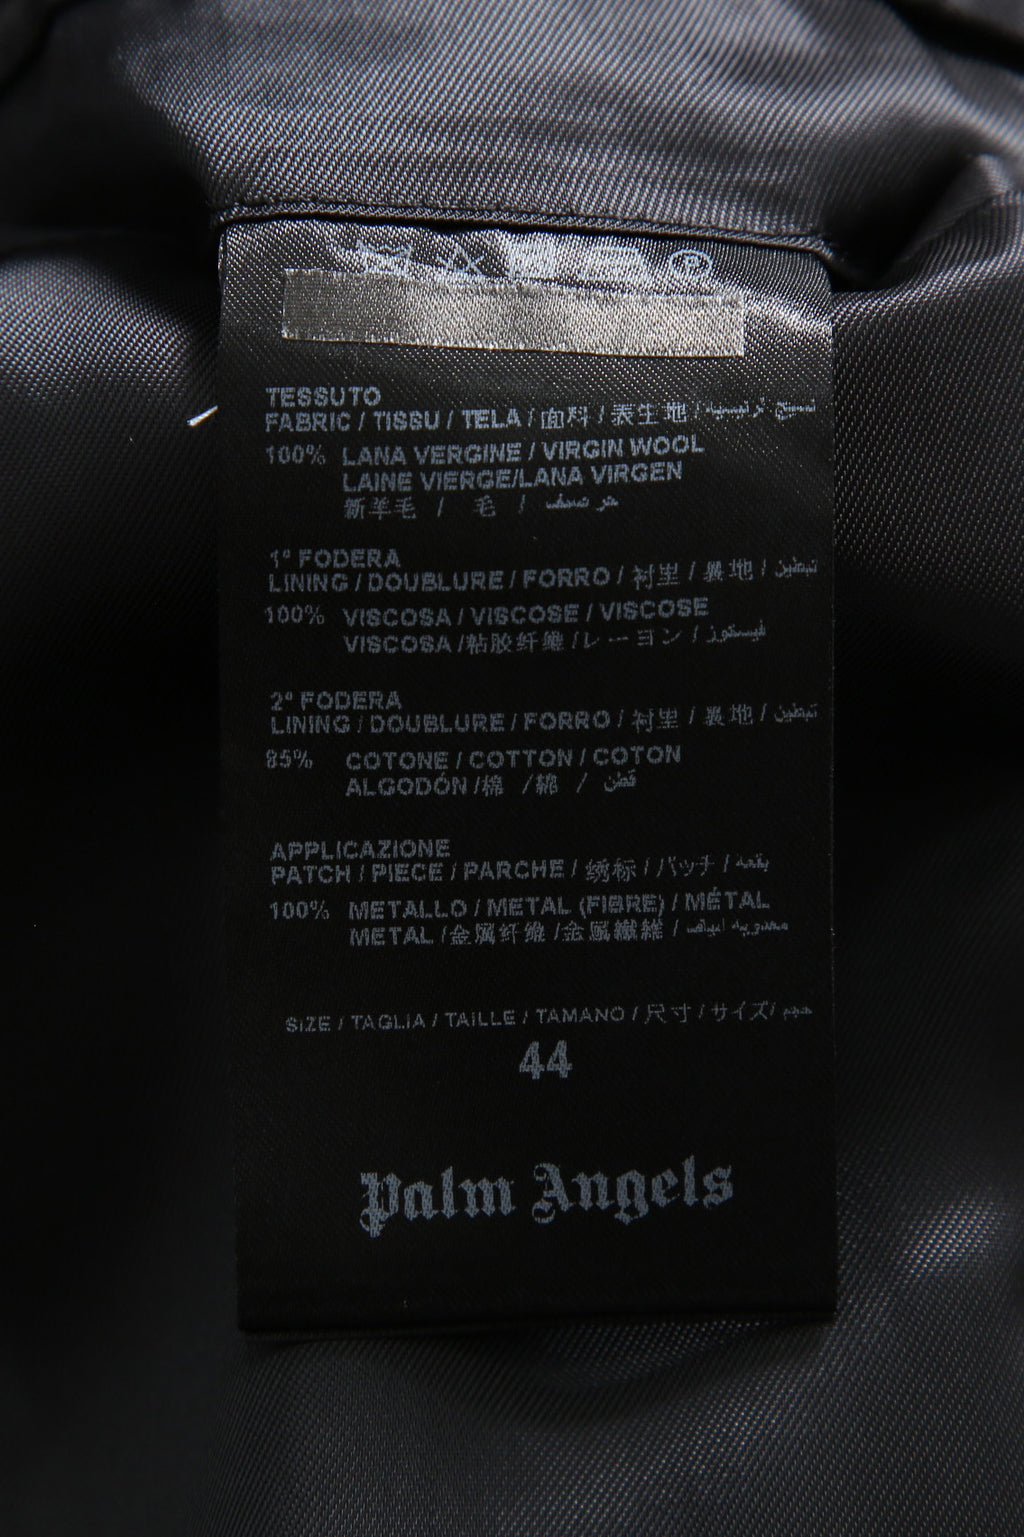 TESSUTO
FABRIC / TISSU / TELA / 面料 / 表生地 /
100% LANA VERGINE / VIRGIN WOOL
LAINE VIERGE/LANA VIRGEN
新羊毛 / 毛 /
1° FODERA
LINING / DOUBLURE / FORRO / 衬里 / 裏地 / تبطين
100% VISCOSA / VISCOSE / VISCOSE
VISCOSA /粘胶纤维 /レーヨン / فيسكوز
2° FODERA
LINING / DOUBLURE / FORRO / 衬里 / 裏地 / تبطين
85% COTONE / COTTON / COTON
ALGODÓN /棉 /綿 / قطن
APPLICAZIONE
PATCH / PIECE / PARCHE / 绣标 / パッチ / بقعه
100% METALLO / METAL (FIBRE) / MÉTAL
METAL /金属纤维 /金属繊維 /
SIZE / TAGLIA / TAILLE / TAMANO / 尺寸 / サイズ/ حجم
44
Palm Angels